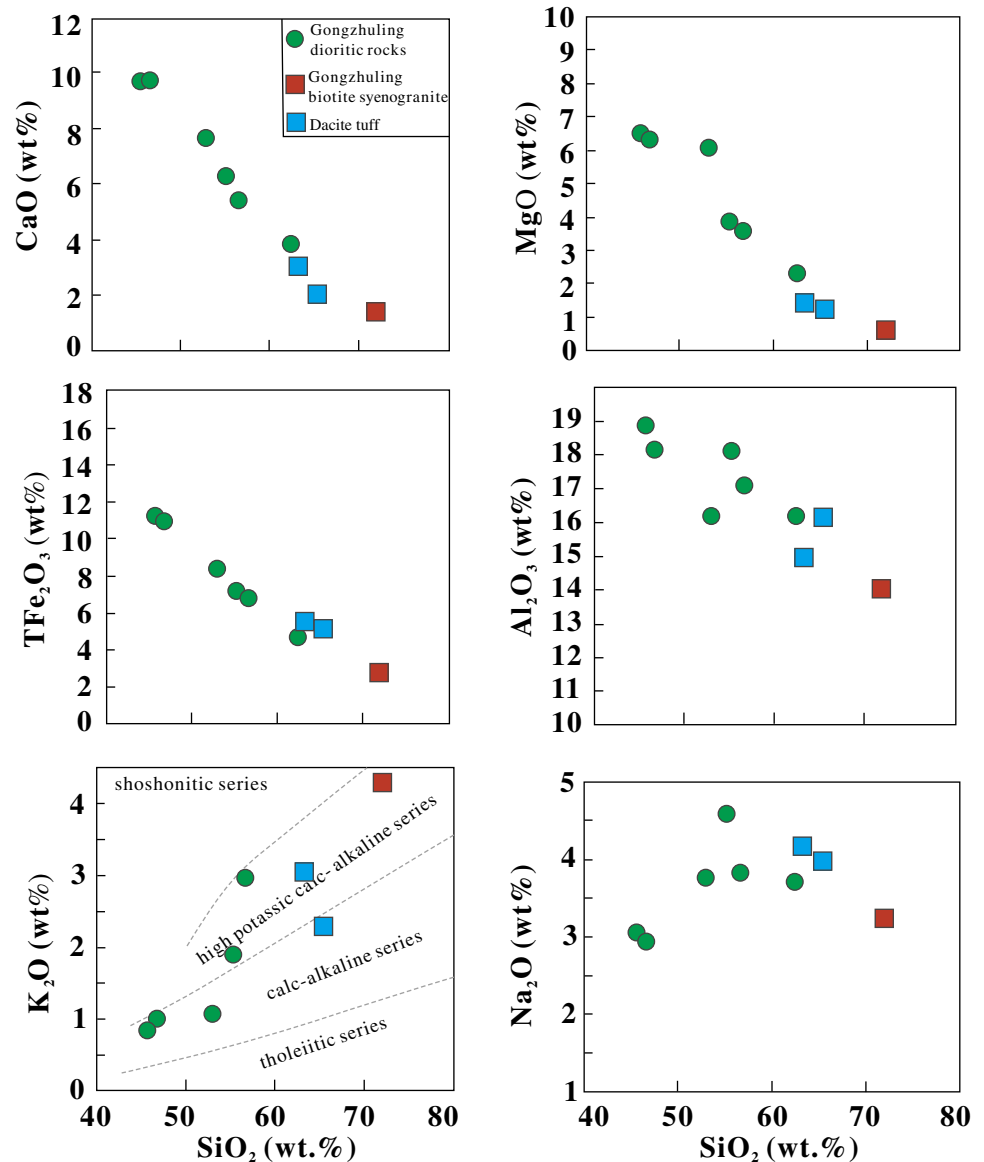 12
10
8
6
4
2
0
CaO (wt%)
Gongzhuling
dioritic rocks
Gongzhuling
biotite syenogranite
Dacite tuff
10
9
8
7
6
5
4
3
2
1
0
MgO (wt%)
18
16
14
12
10
8
6
4
2
0
TFe₂O₃ (wt%)
19
18
17
16
15
14
13
12
11
10
Al₂O₃ (wt%)
4
3
2
1
0
K₂O (wt%)
shoshonitic series
high potassic calc-alkaline series
calc-alkaline series
tholeiitic series
40 50 60 70 80
SiO₂ (wt.%)
5
4
3
2
1
Na₂O (wt%)
40 50 60 70 80
SiO₂ (wt.%)